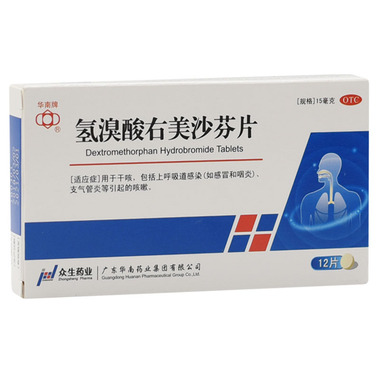 华南牌
®
[规格]15毫克
OTC
氢溴酸右美沙芬片
Dextromethorphan Hydrobromide Tablets
[适应症]用于干咳,包括上呼吸道感染(如感冒和咽炎)、
支气管炎等引起的咳嗽。
众生药业
Zhongsheng Pharma
广东华南药业集团有限公司
Guangdong Huanan Pharmaceutical Group Co.,Ltd.
12片